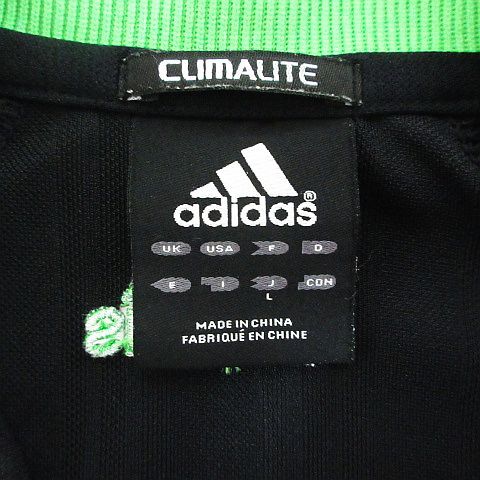 CLIMALITE
adidas®
UK USA F D
E I J CDN
L
MADE IN CHINA
FABRIQUÉ EN CHINE